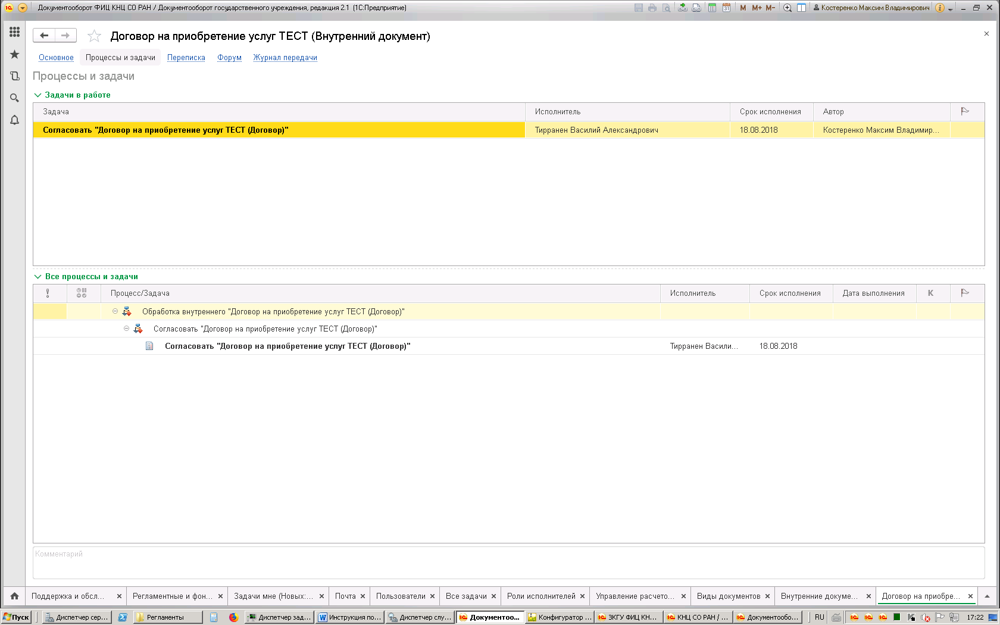 Документооборот ФИЦ КНЦ СО РАН / Документооборот государственного учреждения, редакция 2.1 (1С:Предприятие)
M M+ M- Костеренко Максим Владимирович
Договор на приобретение услуг ТЕСТ (Внутренний документ)
Основное Процессы и задачи Переписка Форум Журнал передачи
Процессы и задачи
Задачи в работе
Задача Исполнитель Срок исполнения Автор
Согласовать "Договор на приобретение услуг ТЕСТ (Договор)" Тирранен Василий Александрович 18.08.2018 Костеренко Максим Владимир...
Все процессы и задачи
Процесс/Задача Исполнитель Срок исполнения Дата выполнения К
Обработка внутреннего "Договор на приобретение услуг ТЕСТ (Договор)"
Согласовать "Договор на приобретение услуг ТЕСТ (Договор)"
Согласовать "Договор на приобретение услуг ТЕСТ (Договор)" Тирранен Васили... 18.08.2018
Комментарий
Поддержка и обсл... Регламентные и фон... Задачи мне (Новых:... Почта Пользователи Все задачи Роли исполнителей Управление расчето... Виды документов Внутренние докуме... Договор на приобре...
Пуск Диспетчер сер... Регламенты Диспетчер зад... Инструкция по... Диспетчер слу... Документоо... Конфигуратор ... ЗКГУ ФИЦ КН... КНЦ СО РАН / ... Документообо... RU 17:22